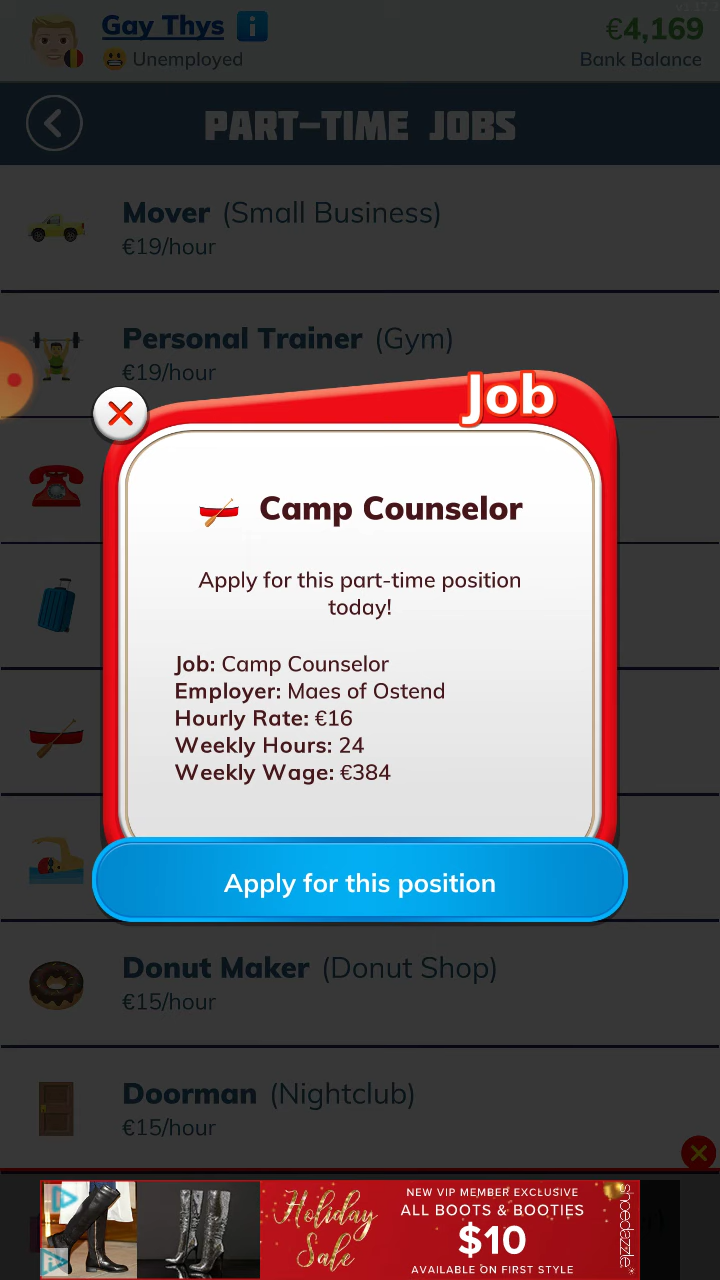 v1.17.2
Gay Thys i
€4,169
Unemployed
Bank Balance
PART-TIME JOBS
Mover (Small Business)
€19/hour
Personal Trainer (Gym)
€19/hour
Job
Camp Counselor
Apply for this part-time position
today!
Job: Camp Counselor
Employer: Maes of Ostend
Hourly Rate: €16
Weekly Hours: 24
Weekly Wage: €384
Apply for this position
Donut Maker (Donut Shop)
€15/hour
Doorman (Nightclub)
€15/hour
Holiday
Sale
NEW VIP MEMBER EXCLUSIVE
ALL BOOTS & BOOTIES
$10
AVAILABLE ON FIRST STYLE
shoedazzle